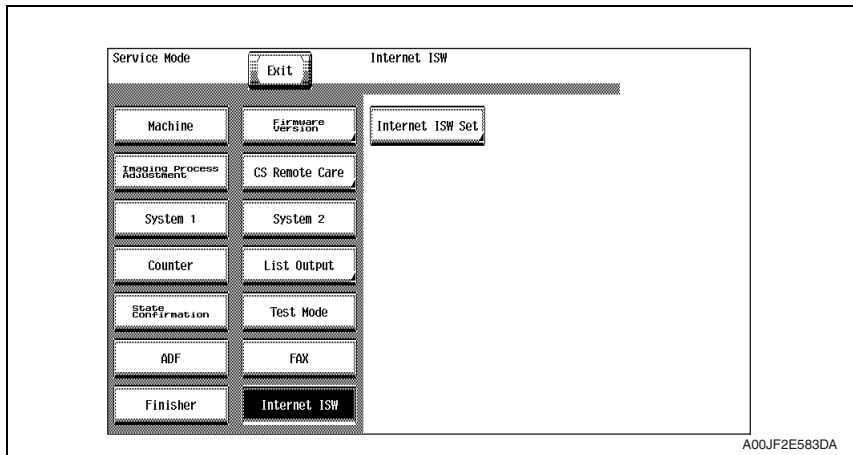 Service Mode
Exit
Internet ISW
Machine
Firmware
Version
Internet ISW Set
Imaging Process
Adjustment
CS Remote Care
System 1
System 2
Counter
List Output
State
Confirmation
Test Mode
ADF
FAX
Finisher
Internet ISW
A00JF2E583DA